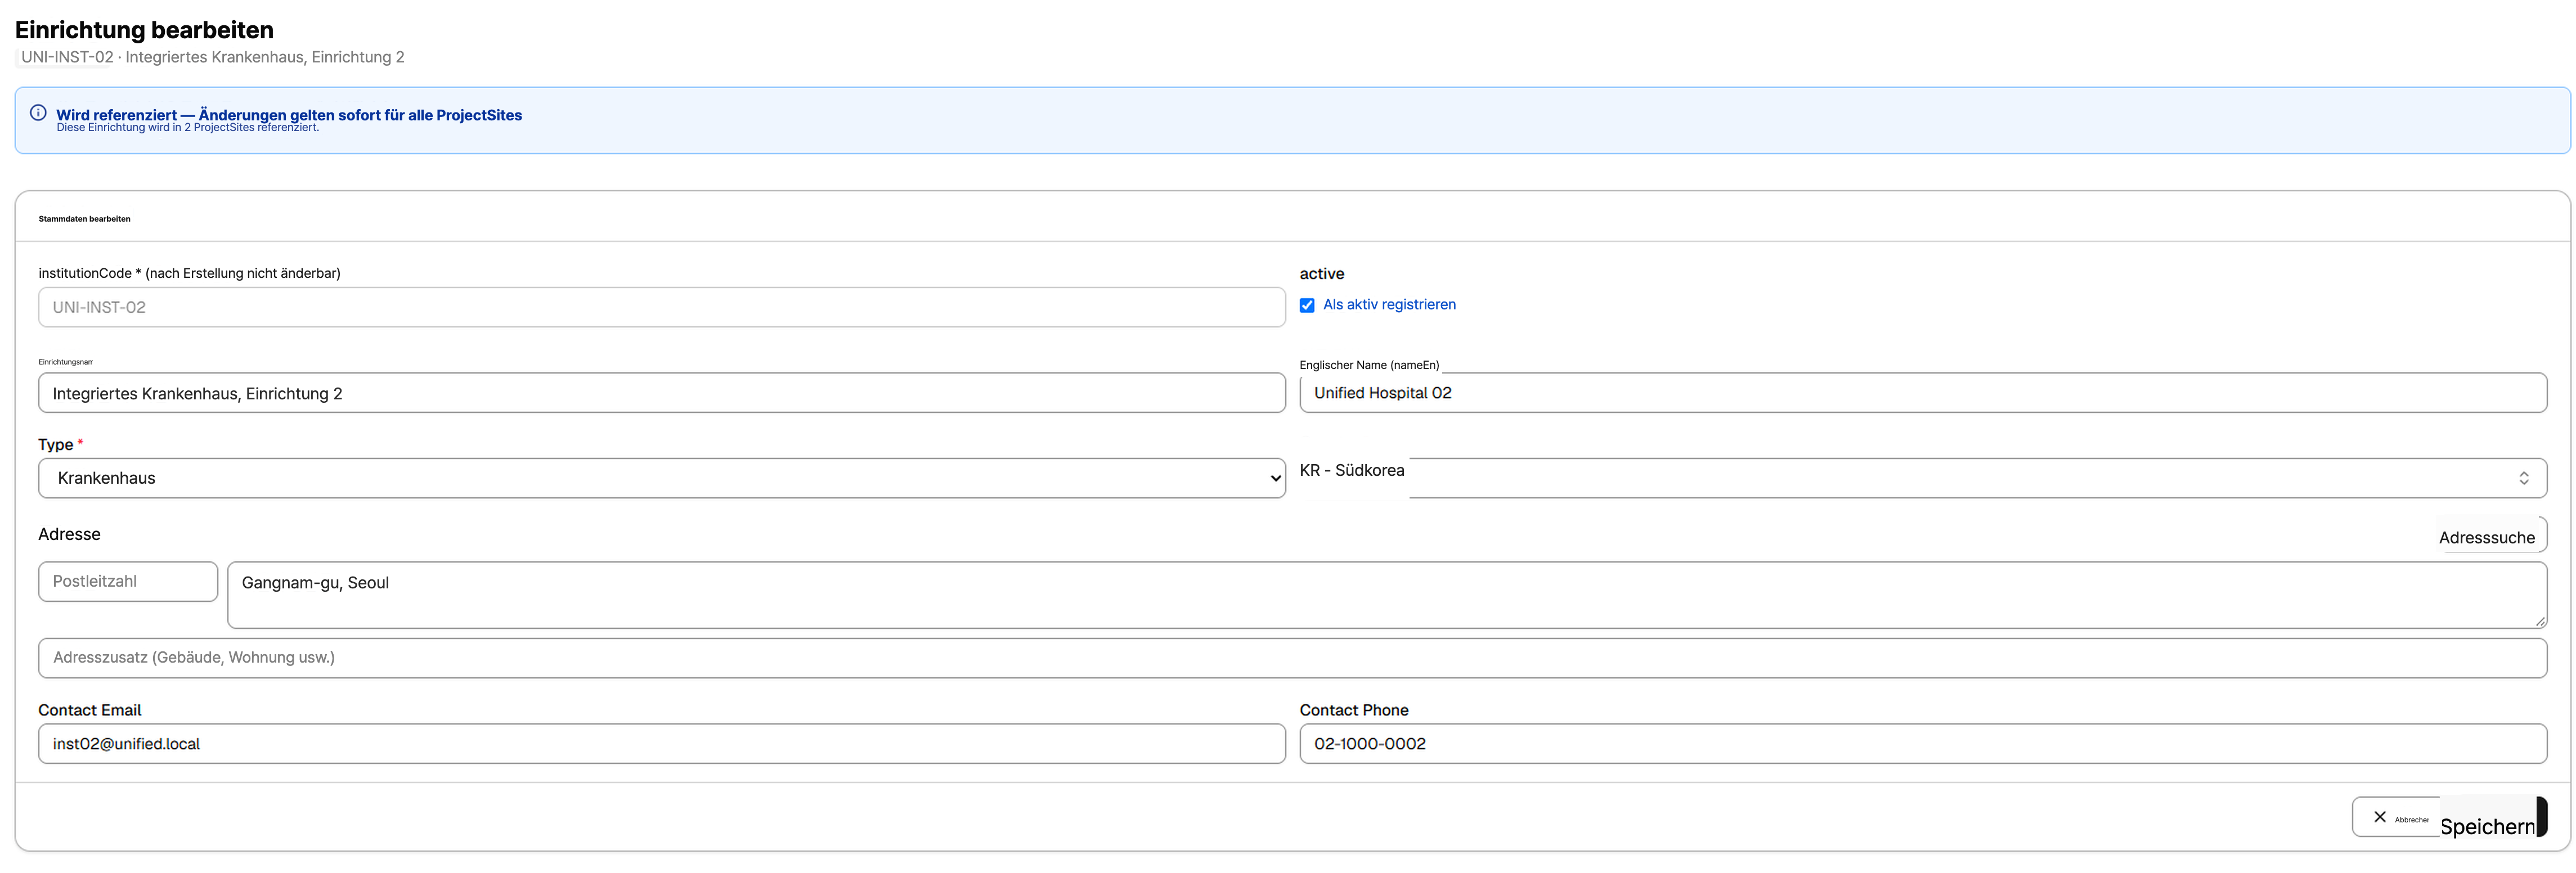 Einrichtung bearbeiten
UNI-INST-02 · Integriertes Krankenhaus, Einrichtung 2
Wird referenziert — Änderungen gelten sofort für alle ProjectSites
Diese Einrichtung wird in 2 ProjectSites referenziert.
Stammdaten bearbeiten
institutionCode * (nach Erstellung nicht änderbar)
active
UNI-INST-02
Als aktiv registrieren
Englischer Name (nameEn)
Integriertes Krankenhaus, Einrichtung 2
Unified Hospital 02
Type *
Krankenhaus
KR - Südkorea
Adresse
Adresssuche
Postleitzahl
Gangnam-gu, Seoul
Adresszusatz (Gebäude, Wohnung usw.)
Contact Email
Contact Phone
inst02@unified.local
02-1000-0002
Speichern